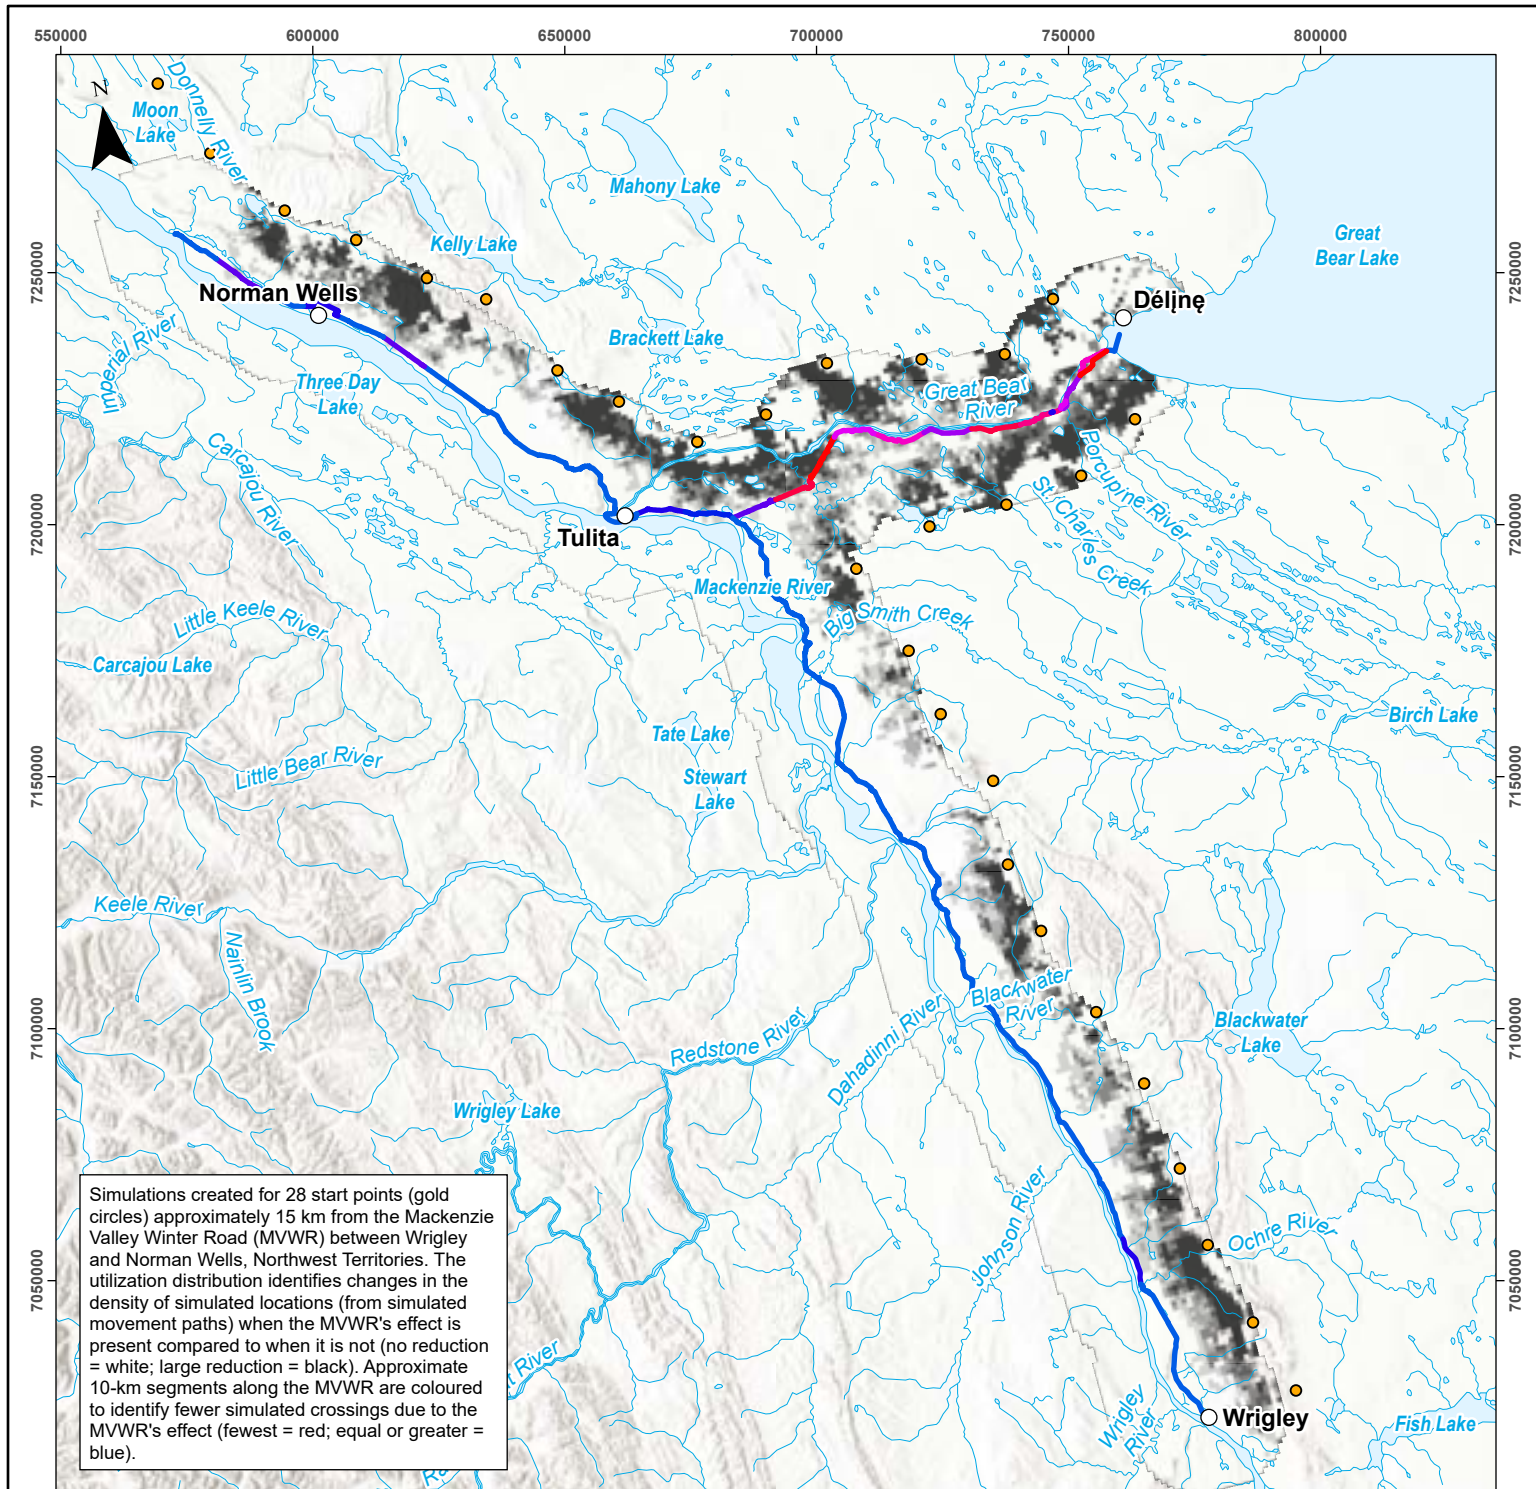 550000
600000
650000
700000
750000
800000
N
Donnelly River
Moon
Lake
Mahony Lake
Kelly Lake
Great
Bear Lake
7250000
7250000
Norman Wells
Délı̨nę
Imperial River
Brackett Lake
Three Day
Lake
Great Bear
River
Carcajou River
Porcupine River
St. Charles Creek
7200000
7200000
Tulita
Mackenzie River
Big Smith Creek
Little Keele River
Carcajou Lake
Birch Lake
Tate Lake
Little Bear River
Stewart
Lake
7150000
7150000
Keele River
Nainlin Brook
Blackwater
River
Dahadinni River
Redstone River
Blackwater
Lake
7100000
7100000
Wrigley Lake
Johnson River
Ochre River
7050000
7050000
Simulations created for 28 start points (gold
circles) approximately 15 km from the Mackenzie
Valley Winter Road (MVWR) between Wrigley
and Norman Wells, Northwest Territories. The
utilization distribution identifies changes in the
density of simulated locations (from simulated
movement paths) when the MVWR's effect is
present compared to when it is not (no reduction
= white; large reduction = black). Approximate
10-km segments along the MVWR are coloured
to identify fewer simulated crossings due to the
MVWR's effect (fewest = red; equal or greater =
blue).
River
Wrigley
River
Wrigley
Fish Lake